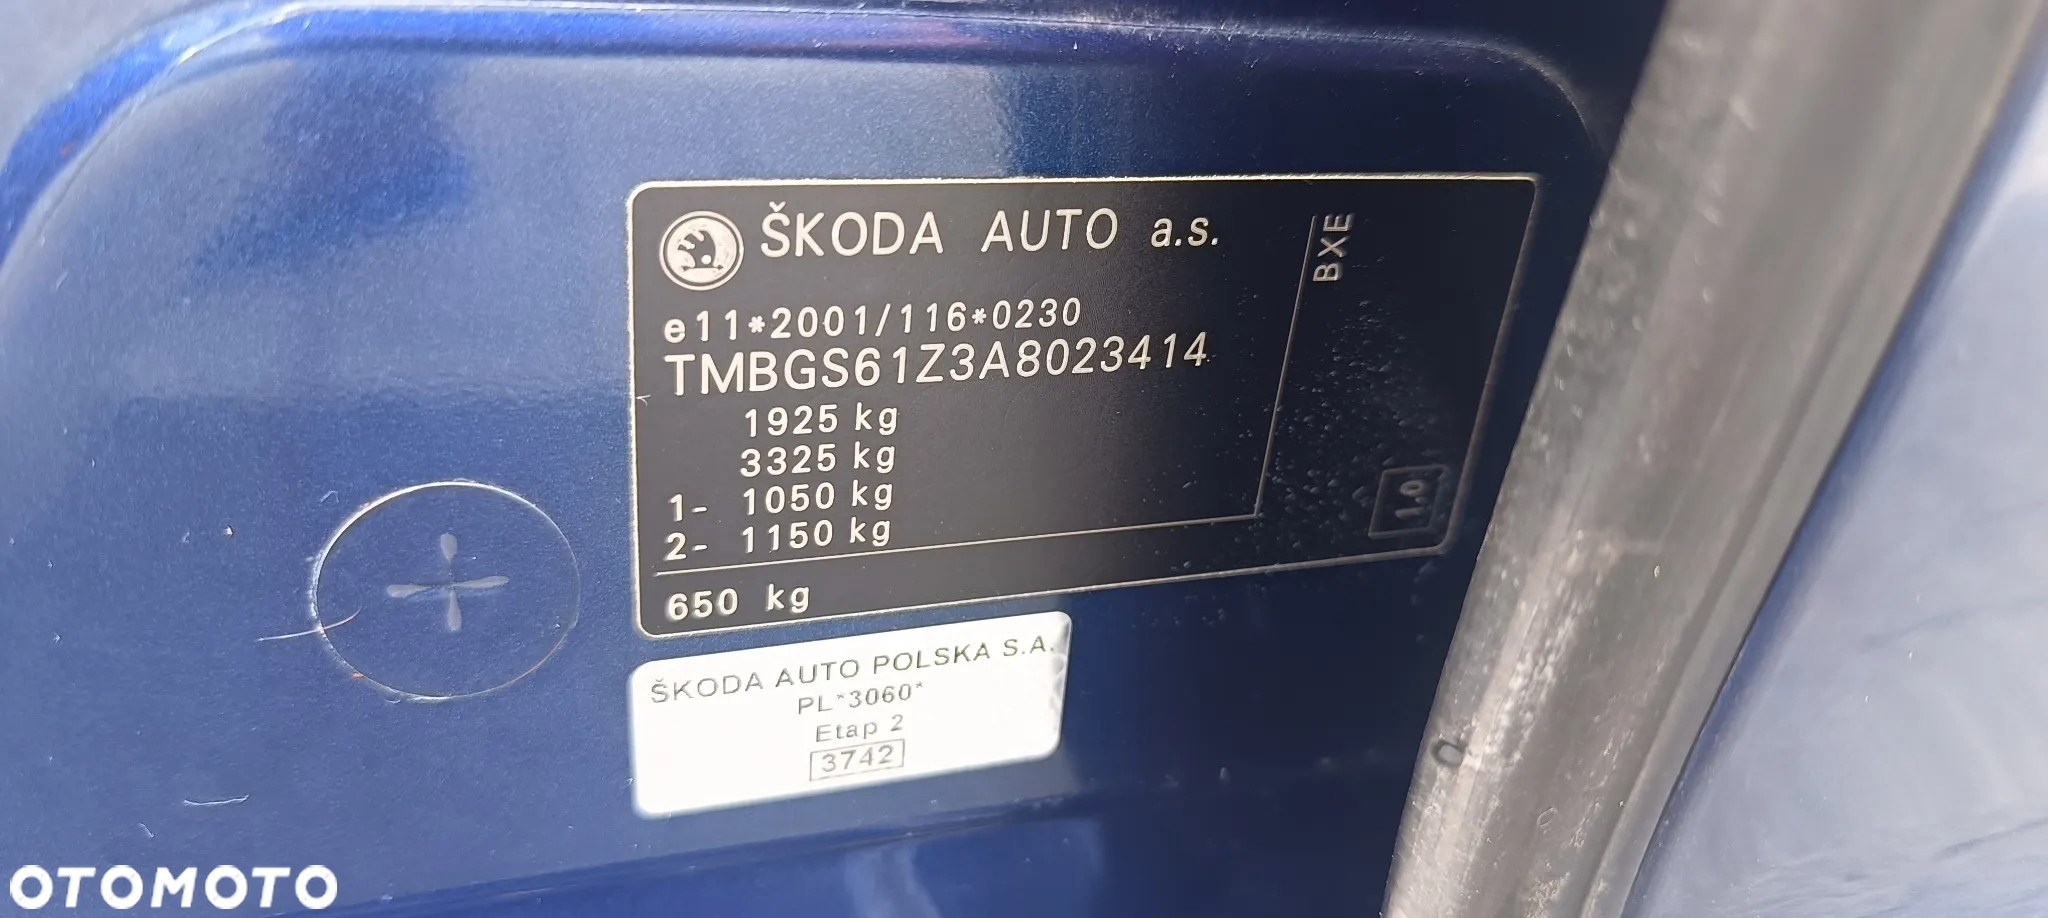 ŠKODA AUTO a.s.
BXE
e11*2001/116*0230
TMBGS61Z3A8023414
1925 kg
3325 kg
1- 1050 kg
2- 1150 kg
1.0
650 kg
ŠKODA AUTO POLSKA S.A.
PL*3060*
Etap 2
3742
OTOMOTO